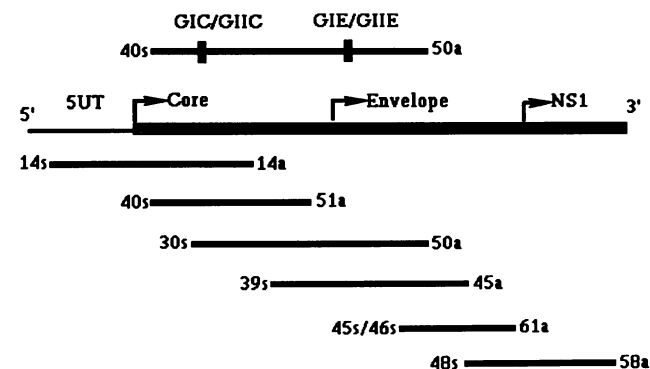 GIC/GIIC GIE/GIIE
40s 50a
5' 5UT Core Envelope NS1 3'
14s 14a
40s 51a
30s 50a
39s 45a
45s/46s 61a
48s 58a